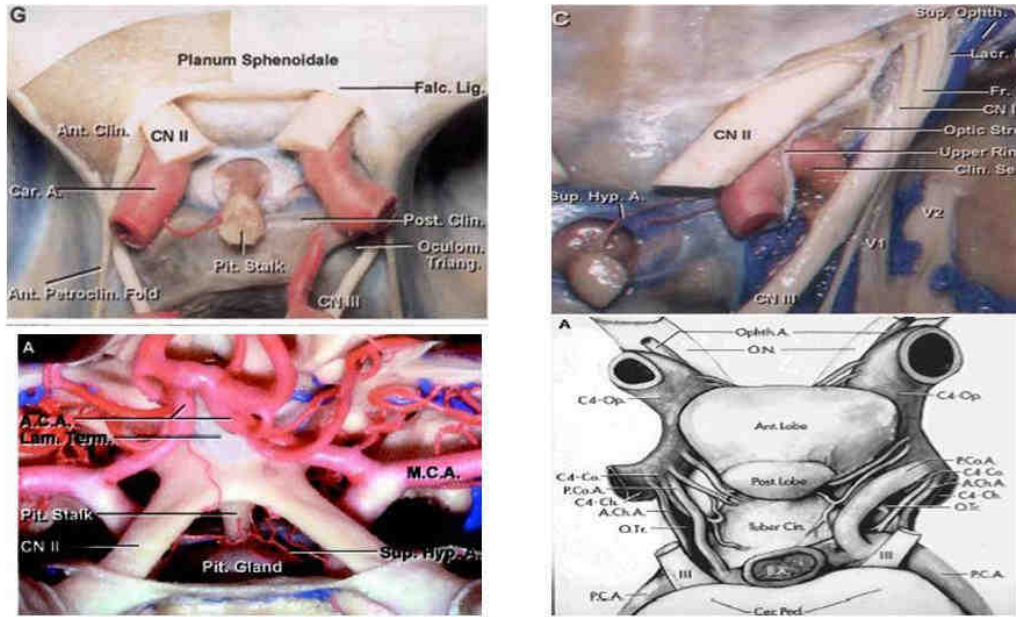 G
Planum Sphenoidale
Falc. Lig.
Ant. Clin.
CN II
Car. A.
Post. Clin.
Oculom.
Triang.
Pit. Stalk
Ant. Petroclin. Fold
CN III
C
Sup. Ophth.
Lacr.
Fr.
CN II
CN
Optic Stre
Upper Rin
Clin. Se
Sup. Hyp. A.
V2
V1
CN III
A
A.C.A.
Lam. Term.
M.C.A.
Pit. Stalk
CN II
Sup. Hyp. A.
Pit. Gland
A
Ophth. A.
O.N.
C4-Op.
C4-Op.
Ant. Lobe
Post Lobe
P.Co.A.
C4-Co.
A.Ch.A.
C4-Ch.
O.Tr.
C4-Co.
P.Co.A.
C4-Ch.
A.Ch.A.
O.Tr.
Tuber Cin.
III
B.A.
III
P.C.A.
P.C.A.
Cer. Ped.